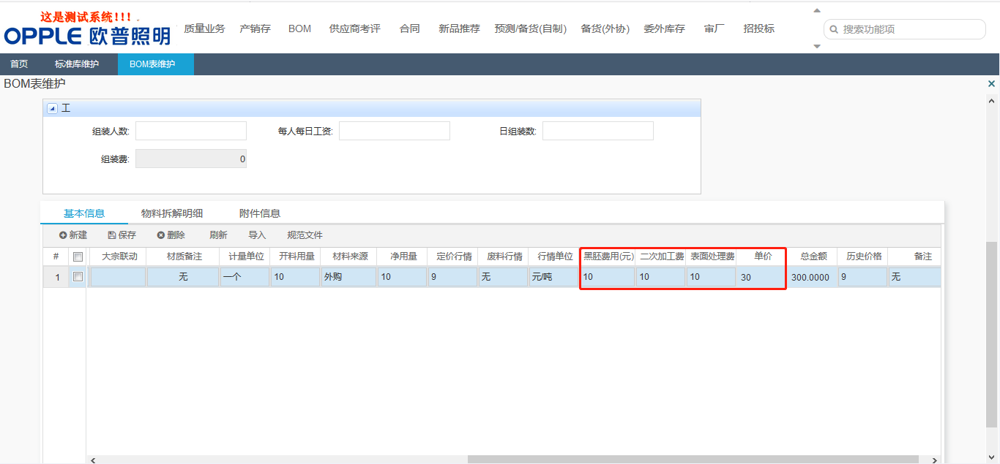 这是测试系统!!! .
OPPLE 欧普照明
质量业务 产销存 BOM 供应商考评 合同 新品推荐 预测/备货(自制) 备货(外协) 委外库存 审厂 招投标
搜索功能项
首页 标准库维护 BOM表维护
BOM表维护
工
组装人数: 每人每日工资: 日组装数:
组装费: 0
基本信息 物料拆解明细 附件信息
新建 保存 删除 刷新 导入 规范文件
# 大宗联动 材质备注 计量单位 开料用量 材料来源 净用量 定价行情 废料行情 行情单位 黑胚费用(元) 二次加工费 表面处理费 单价 总金额 历史价格 备注
1 无 一个 10 外购 10 9 无 元/吨 10 10 10 30 300.0000 9 无